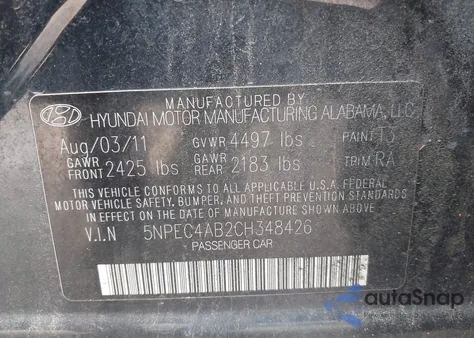 MANUFACTURED BY
HYUNDAI MOTOR MANUFACTURING ALABAMA, LLC
Aug/03/11 GVWR 4497 lbs PAINT T5
GAWR FRONT 2425 lbs GAWR REAR 2183 lbs TRIM RA
THIS VEHICLE CONFORMS TO ALL APPLICABLE U.S.A. FEDERAL
MOTOR VEHICLE SAFETY, BUMPER, AND THEFT PREVENTION STANDARDS
IN EFFECT ON THE DATE OF MANUFACTURE SHOWN ABOVE.
V.I.N 5NPEC4AB2CH348426
PASSENGER CAR
autoSnap